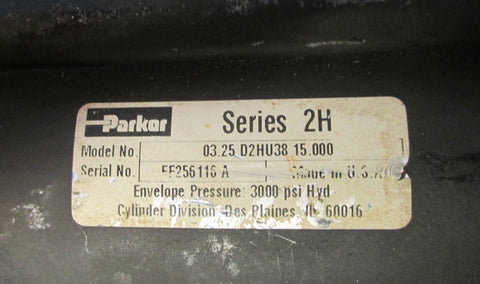 Parker Series 2H
Model No. 03.25 D2HU38 15.000
Serial No. FF256116 A Made in U.S.A.
Envelope Pressure: 3000 psi Hyd
Cylinder Division Des Plaines, IL 60016